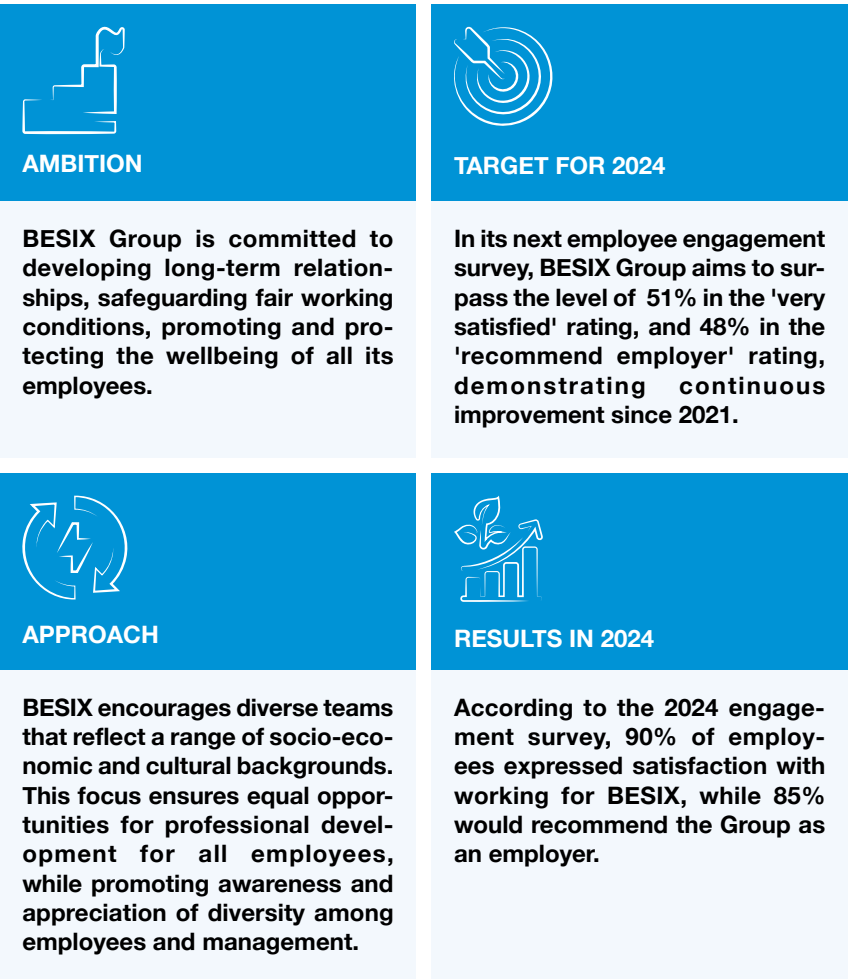 AMBITION
BESIX Group is committed to
developing long-term relation-
ships, safeguarding fair working
conditions, promoting and pro-
tecting the wellbeing of all its
employees.
TARGET FOR 2024
In its next employee engagement
survey, BESIX Group aims to sur-
pass the level of 51% in the 'very
satisfied' rating, and 48% in the
'recommend employer' rating,
demonstrating continuous
improvement since 2021.
APPROACH
BESIX encourages diverse teams
that reflect a range of socio-eco-
nomic and cultural backgrounds.
This focus ensures equal oppor-
tunities for professional devel-
opment for all employees,
while promoting awareness and
appreciation of diversity among
employees and management.
RESULTS IN 2024
According to the 2024 engage-
ment survey, 90% of employ-
ees expressed satisfaction with
working for BESIX, while 85%
would recommend the Group as
an employer.